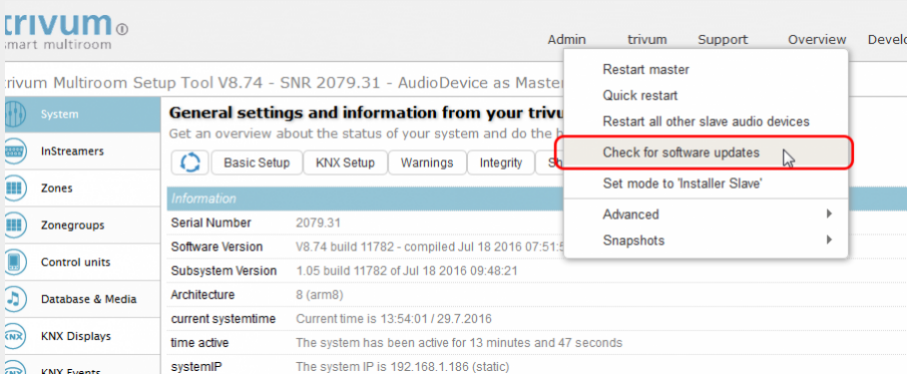 trivum
smart multiroom
Admin trivum Support Overview
trivum Multiroom Setup Tool V8.74 - SNR 2079.31 - AudioDevice as Master
Restart master
Quick restart
Restart all other slave audio devices
Check for software updates
Set mode to 'Installer Slave'
Advanced
Snapshots
System
InStreamers
Zones
Zonegroups
Control units
Database & Media
KNX Displays
KNX Events
General settings and information from your
Get an overview about the status of your system and do the
Basic Setup KNX Setup Warnings Integrity
Information
Serial Number 2079.31
Software Version V8.74 build 11782 - compiled Jul 18 2016
Subsystem Version 1.05 build 11782 of Jul 18 2016 09:48:21
Architecture 8 (arm8)
current systemtime Current time is 13:54:01 / 29.7.2016
time active The system has been active for 13 minutes and 47 seconds
systemIP The system IP is 192.168.1.186 (static)